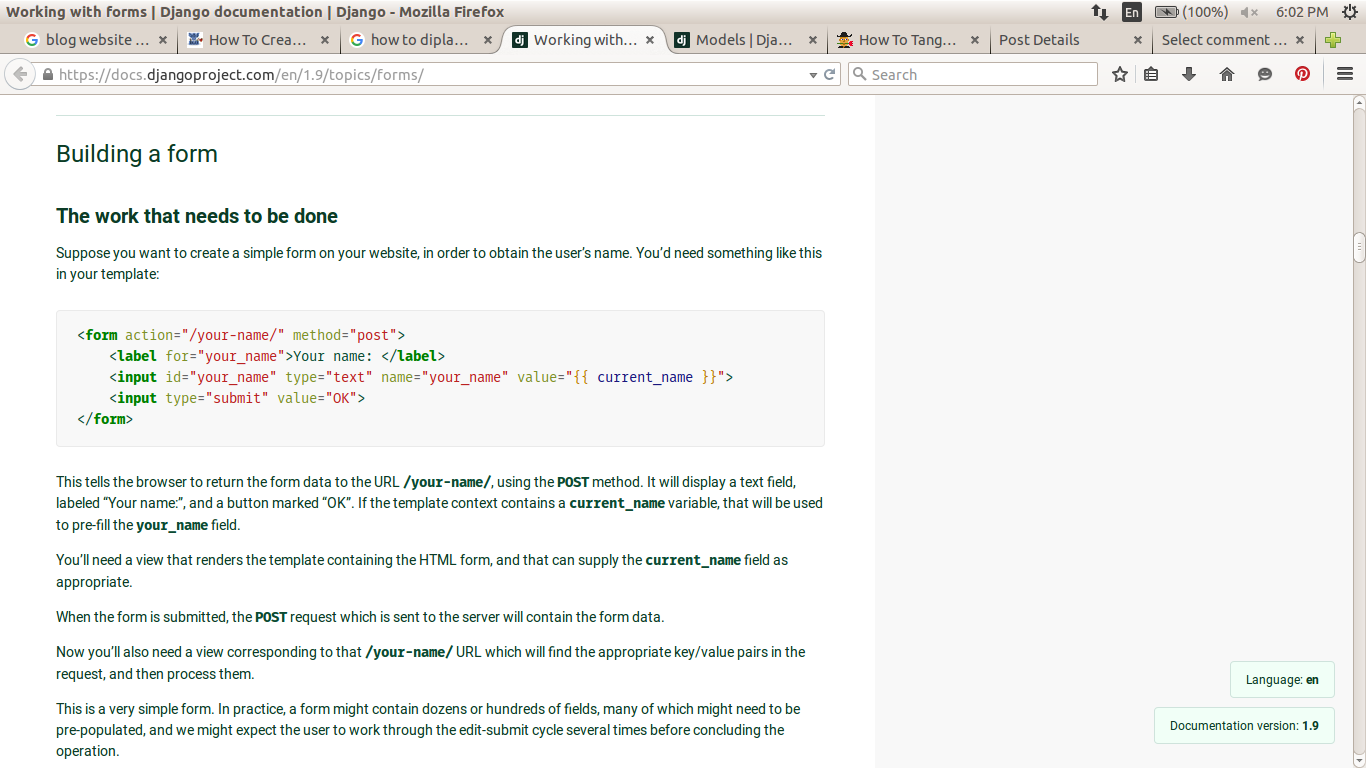 Working with forms | Django documentation | Django - Mozilla Firefox
En
(100%)
6:02 PM
blog website ...
How To Crea...
how to dipla...
Working with...
Models | Dja...
How To Tang...
Post Details
Select comment ...
https://docs.djangoproject.com/en/1.9/topics/forms/
Search
Building a form
The work that needs to be done
Suppose you want to create a simple form on your website, in order to obtain the user’s name. You’d need something like this
in your template:
<form action="/your-name/" method="post">
    <label for="your_name">Your name: </label>
    <input id="your_name" type="text" name="your_name" value="{{ current_name }}">
    <input type="submit" value="OK">
</form>
This tells the browser to return the form data to the URL /your-name/, using the POST method. It will display a text field,
labeled “Your name:”, and a button marked “OK”. If the template context contains a current_name variable, that will be used
to pre-fill the your_name field.
You’ll need a view that renders the template containing the HTML form, and that can supply the current_name field as
appropriate.
When the form is submitted, the POST request which is sent to the server will contain the form data.
Now you’ll also need a view corresponding to that /your-name/ URL which will find the appropriate key/value pairs in the
request, and then process them.
This is a very simple form. In practice, a form might contain dozens or hundreds of fields, many of which might need to be
pre-populated, and we might expect the user to work through the edit-submit cycle several times before concluding the
operation.
Language: en
Documentation version: 1.9